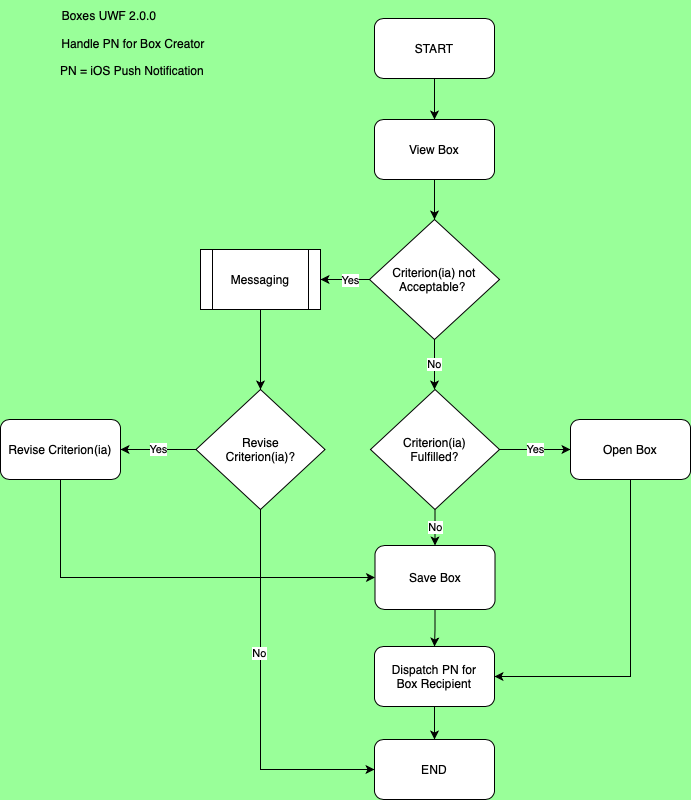 Boxes UWF 2.0.0
Handle PN for Box Creator
PN = iOS Push Notification
START
View Box
Criterion(ia) not
Acceptable?
Yes
Messaging
No
Revise
Criterion(ia)?
Yes
Revise Criterion(ia)
Criterion(ia)
Fulfilled?
Yes
Open Box
No
Save Box
No
Dispatch PN for
Box Recipient
END